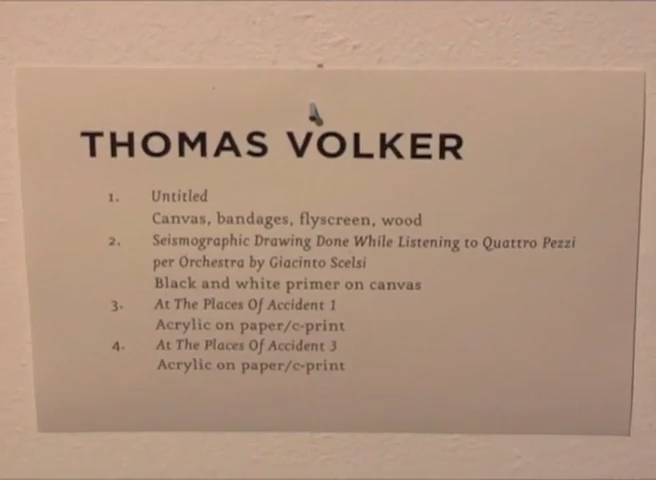 THOMAS VOLKER
1. Untitled
Canvas, bandages, flyscreen, wood
2. Seismographic Drawing Done While Listening to Quattro Pezzi
per Orchestra by Giacinto Scelsi
Black and white primer on canvas
3. At The Places Of Accident 1
Acrylic on paper/c-print
4. At The Places Of Accident 3
Acrylic on paper/c-print